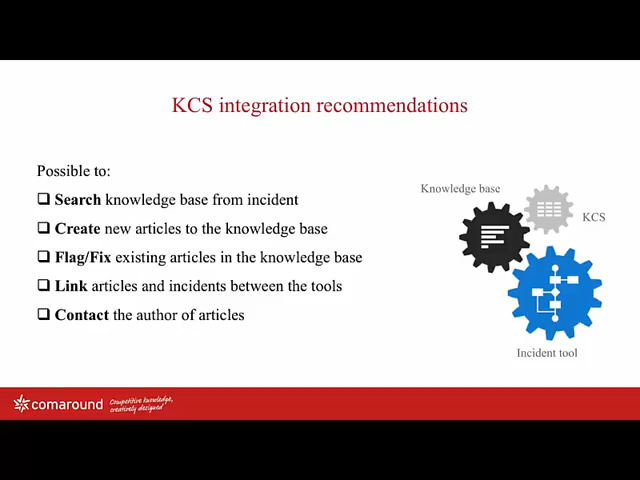 KCS integration recommendations
Possible to:
Search knowledge base from incident
Create new articles to the knowledge base
Flag/Fix existing articles in the knowledge base
Link articles and incidents between the tools
Contact the author of articles
Knowledge base
KCS
Incident tool
comaround
Competitive knowledge,
creatively designed